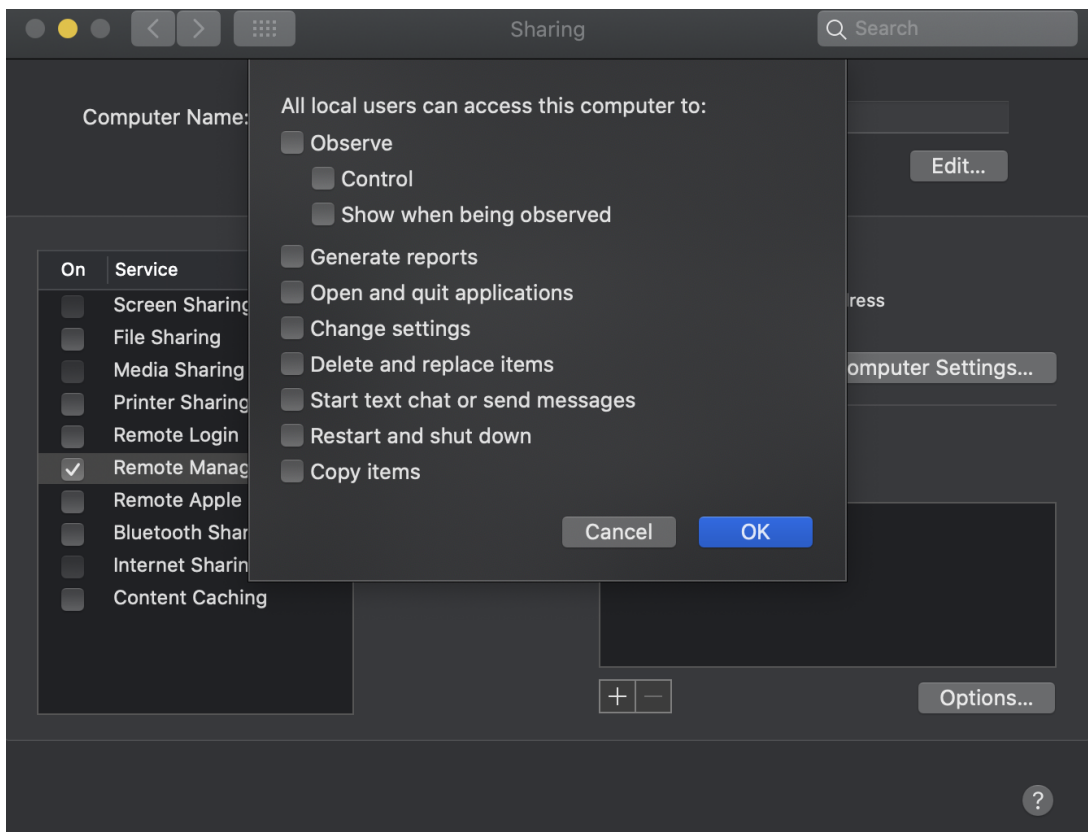 Sharing
Search
Computer Name:
Edit...
All local users can access this computer to:
Observe
Control
Show when being observed
Generate reports
Open and quit applications
Change settings
Delete and replace items
Start text chat or send messages
Restart and shut down
Copy items
Cancel OK
On Service
Screen Sharing
File Sharing
Media Sharing
Printer Sharing
Remote Login
Remote Manag
Remote Apple
Bluetooth Shar
Internet Sharin
Content Caching
ress
omputer Settings...
+ −
Options...
?